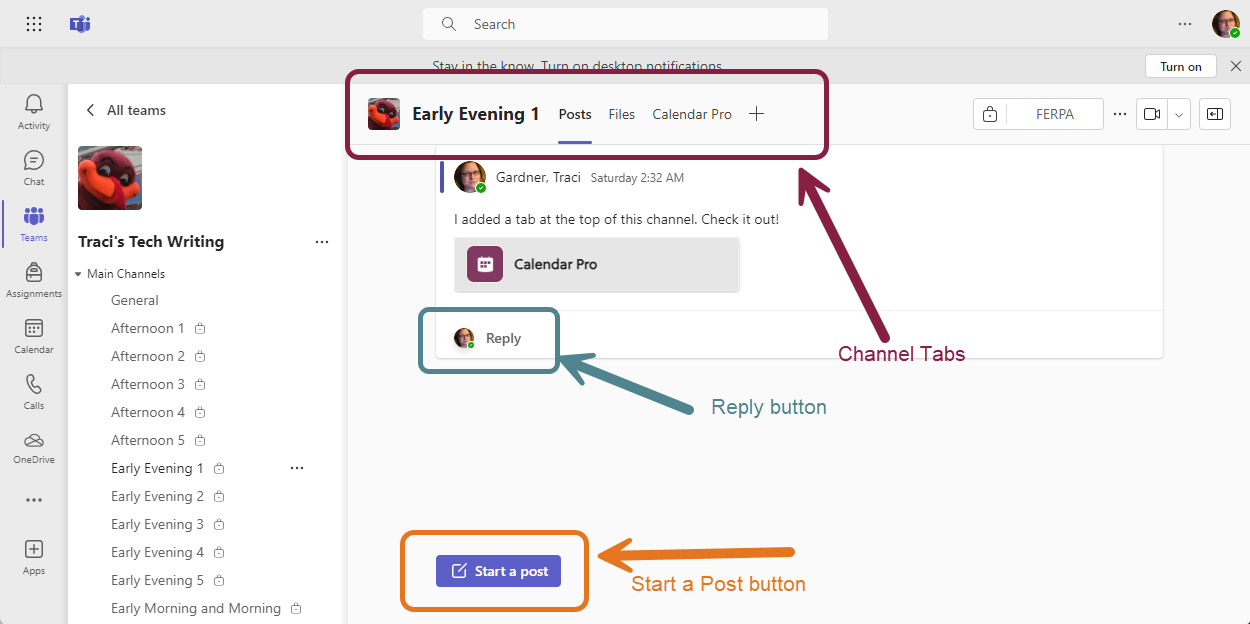 Search
Stay in the know. Turn on desktop notifications.
Turn on
Activity
Chat
Teams
Assignments
Calendar
Calls
OneDrive
Apps
All teams
Traci's Tech Writing
Main Channels
General
Afternoon 1
Afternoon 2
Afternoon 3
Afternoon 4
Afternoon 5
Early Evening 1
Early Evening 2
Early Evening 3
Early Evening 4
Early Evening 5
Early Morning and Morning
Early Evening 1 Posts Files Calendar Pro
FERPA
Gardner, Traci Saturday 2:32 AM
I added a tab at the top of this channel. Check it out!
Calendar Pro
Reply
Channel Tabs
Reply button
Start a post
Start a Post button